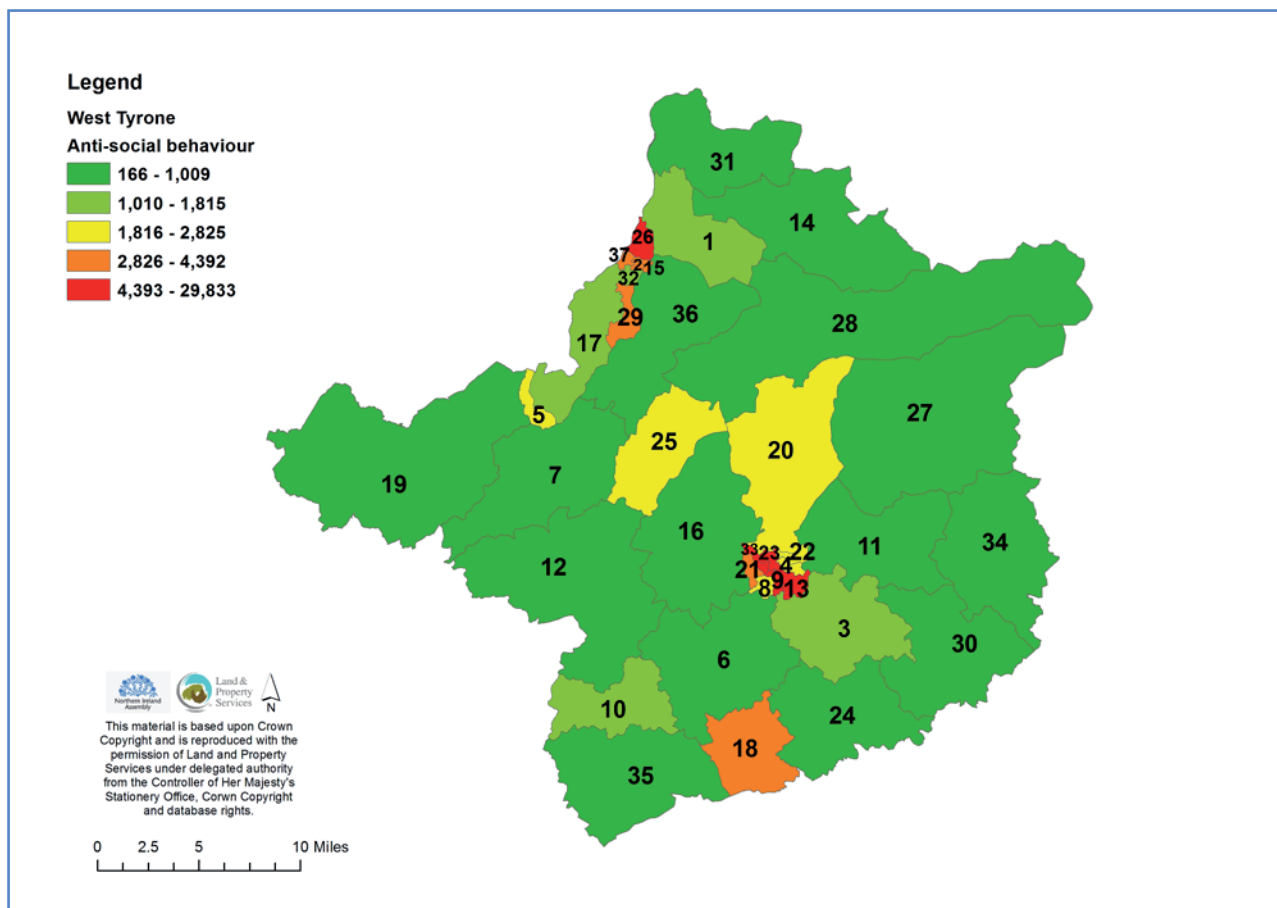 Legend
West Tyrone
Anti-social behaviour
166 - 1,009
1,010 - 1,815
1,816 - 2,825
2,826 - 4,392
4,393 - 29,833
31
14
26
1
37
2
15
32
36
29
28
17
5
27
25
20
19
7
16
11
34
33
23
22
12
21
4
9
8
13
3
30
6
10
24
18
35
Northern Ireland
Assembly
Land &
Property
Services
N
This material is based upon Crown
Copyright and is reproduced with the
permission of Land and Property
Services under delegated authority
from the Controller of Her Majesty's
Stationery Office, Corwn Copyright
and database rights.
0 2.5 5 10 Miles